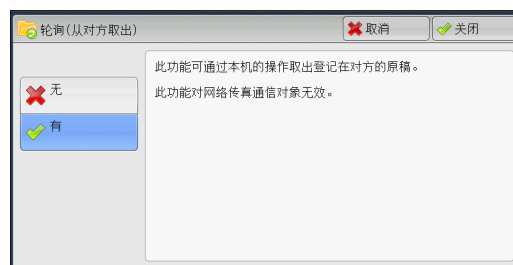 轮询(从对方取出)
取消
关闭
无
有
此功能可通过本机的操作取出登记在对方的原稿。
此功能对网络传真通信对象无效。